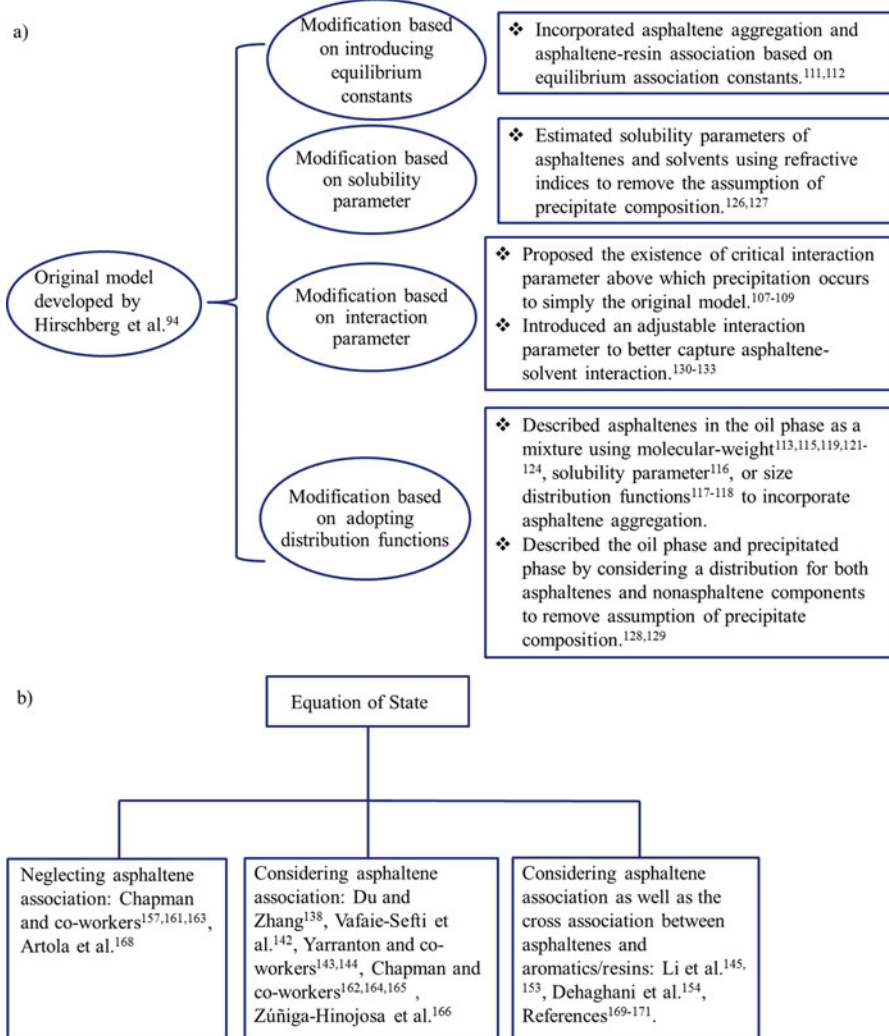 a)
Modification based
on introducing
equilibrium
constants
❖ Incorporated asphaltene aggregation and
asphaltene-resin association based on
equilibrium association constants.111,112
Modification based
on solubility
parameter
❖ Estimated solubility parameters of
asphaltenes and solvents using refractive
indices to remove the assumption of
precipitate composition.126,127
Original model
developed by
Hirschberg et al.94
Modification based
on interaction
parameter
❖ Proposed the existence of critical interaction
parameter above which precipitation occurs
to simply the original model.107-109
❖ Introduced an adjustable interaction
parameter to better capture asphaltene-
solvent interaction.130-133
Modification based
on adopting
distribution functions
❖ Described asphaltenes in the oil phase as a
mixture using molecular-weight113,115,119,121-
124, solubility parameter116, or size
distribution functions117-118 to incorporate
asphaltene aggregation.
❖ Described the oil phase and precipitated
phase by considering a distribution for both
asphaltenes and nonasphaltene components
to remove assumption of precipitate
composition.128,129
b)
Equation of State
Neglecting asphaltene
association: Chapman
and co-workers157,161,163,
Artola et al.168
Considering asphaltene
association: Du and
Zhang138, Vafaie-Sefti et
al.142, Yarranton and co-
workers143,144, Chapman and
co-workers162,164,165 ,
Zúñiga-Hinojosa et al.166
Considering asphaltene
association as well as the
cross association between
asphaltenes and
aromatics/resins: Li et al.145,
153, Dehaghani et al.154,
References169-171.